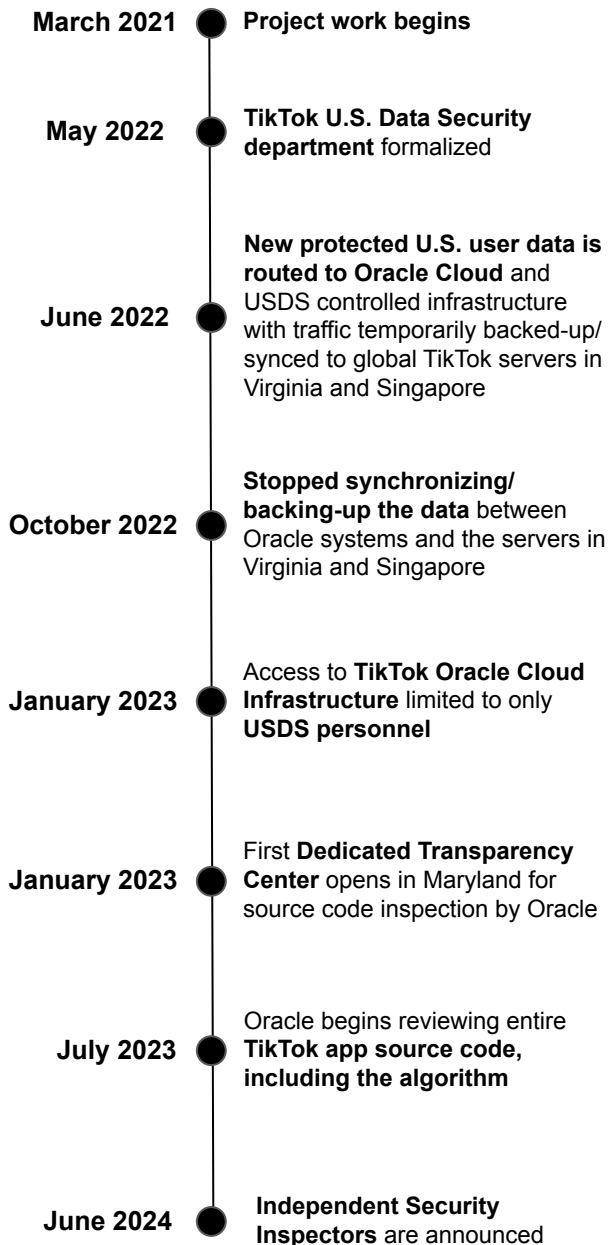 March 2021
Project work begins
May 2022
TikTok U.S. Data Security
department formalized
June 2022
New protected U.S. user data is
routed to Oracle Cloud and
USDS controlled infrastructure
with traffic temporarily backed-up/
synced to global TikTok servers in
Virginia and Singapore
October 2022
Stopped synchronizing/
backing-up the data between
Oracle systems and the servers in
Virginia and Singapore
January 2023
Access to TikTok Oracle Cloud
Infrastructure limited to only
USDS personnel
January 2023
First Dedicated Transparency
Center opens in Maryland for
source code inspection by Oracle
July 2023
Oracle begins reviewing entire
TikTok app source code,
including the algorithm
June 2024
Independent Security
Inspectors are announced